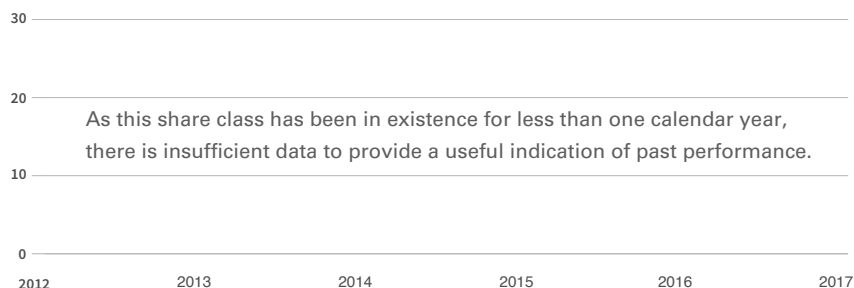 30
20
As this share class has been in existence for less than one calendar year,
there is insufficient data to provide a useful indication of past performance.
10
0
2012 2013 2014 2015 2016 2017